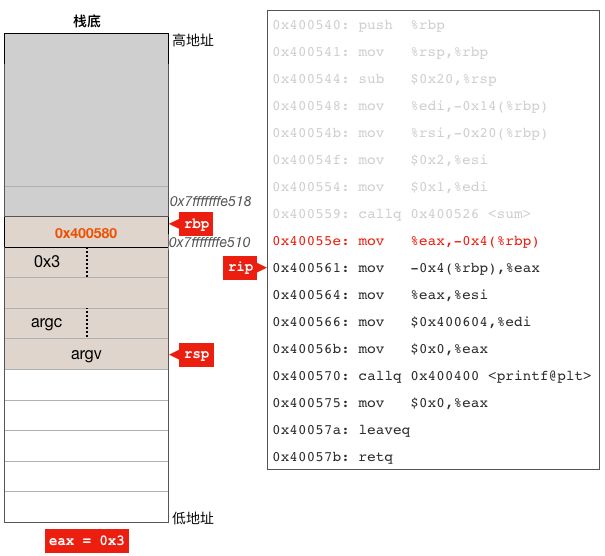 栈底
高地址
0x7fffffffe518
rbp
0x400580
0x7fffffffe510
0x3
argc
argv
rsp
低地址
eax = 0x3
rip
0x400540: push %rbp
0x400541: mov %rsp,%rbp
0x400544: sub $0x20,%rsp
0x400548: mov %edi,-0x14(%rbp)
0x40054b: mov %rsi,-0x20(%rbp)
0x40054f: mov $0x2,%esi
0x400554: mov $0x1,%edi
0x400559: callq 0x400526 <sum>
0x40055e: mov %eax,-0x4(%rbp)
0x400561: mov -0x4(%rbp),%eax
0x400564: mov %eax,%esi
0x400566: mov $0x400604,%edi
0x40056b: mov $0x0,%eax
0x400570: callq 0x400400 <printf@plt>
0x400575: mov $0x0,%eax
0x40057a: leaveq
0x40057b: retq